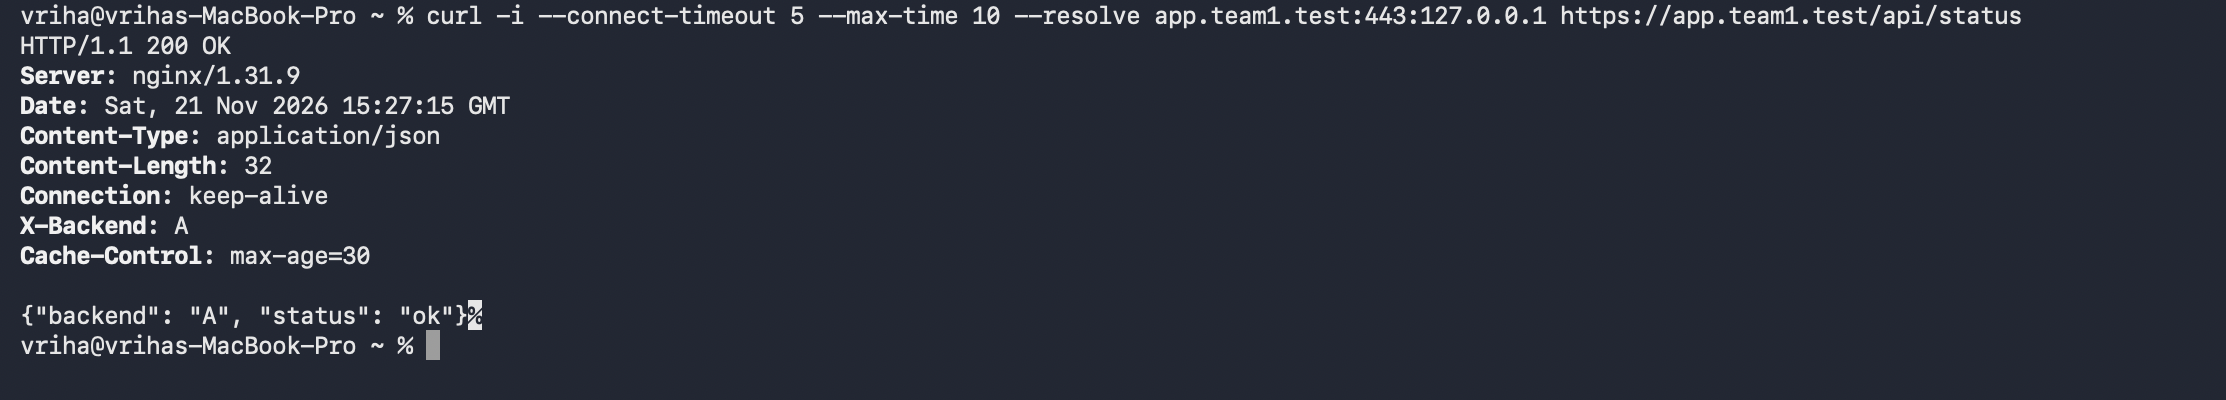 vriha@vrihas-MacBook-Pro ~ % curl -i --connect-timeout 5 --max-time 10 --resolve app.team1.test:443:127.0.0.1 https://app.team1.test/api/status
HTTP/1.1 200 OK
Server: nginx/1.31.9
Date: Sat, 21 Nov 2026 15:27:15 GMT
Content-Type: application/json
Content-Length: 32
Connection: keep-alive
X-Backend: A
Cache-Control: max-age=30

{"backend": "A", "status": "ok"}%
vriha@vrihas-MacBook-Pro ~ %